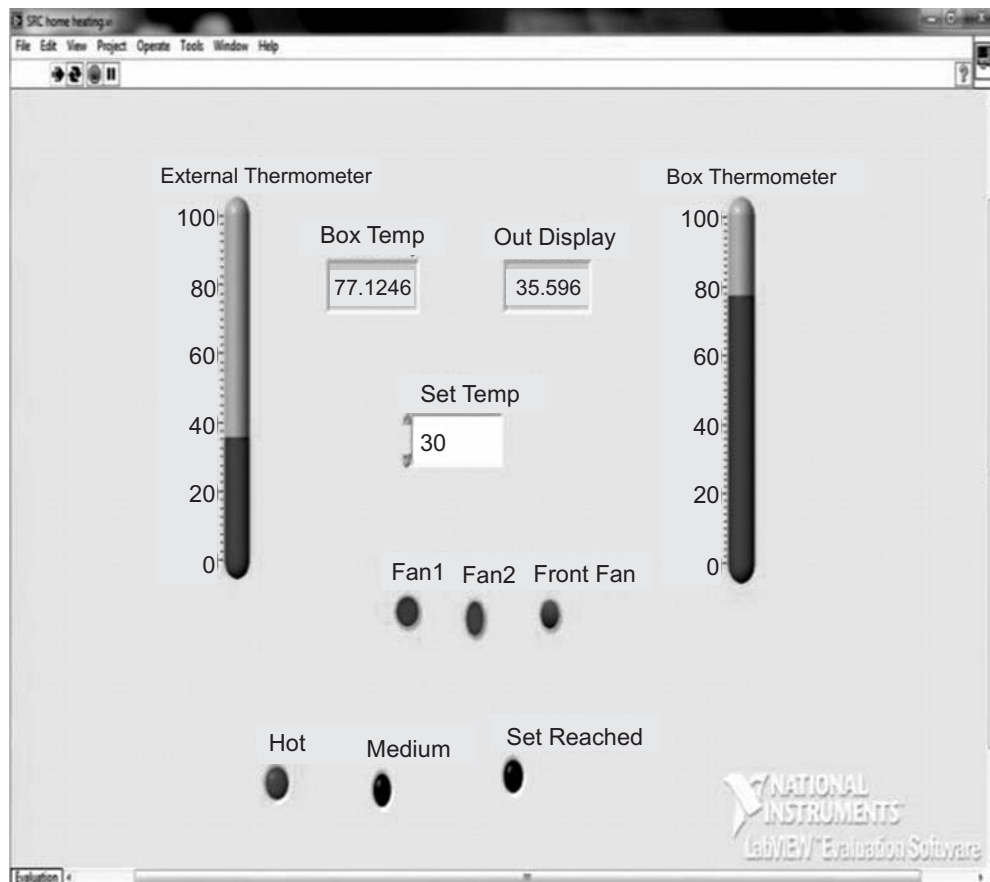 SRC home heating.vi
File Edit View Project Operate Tools Window Help
?
External Thermometer
Box Thermometer
100
80
60
40
20
0
Box Temp
77.1246
Out Display
35.596
Set Temp
30
100
80
60
40
20
0
Fan1
Fan2
Front Fan
Hot
Medium
Set Reached
NATIONAL
INSTRUMENTS
LabVIEW™ Evaluation Software
Evaluation